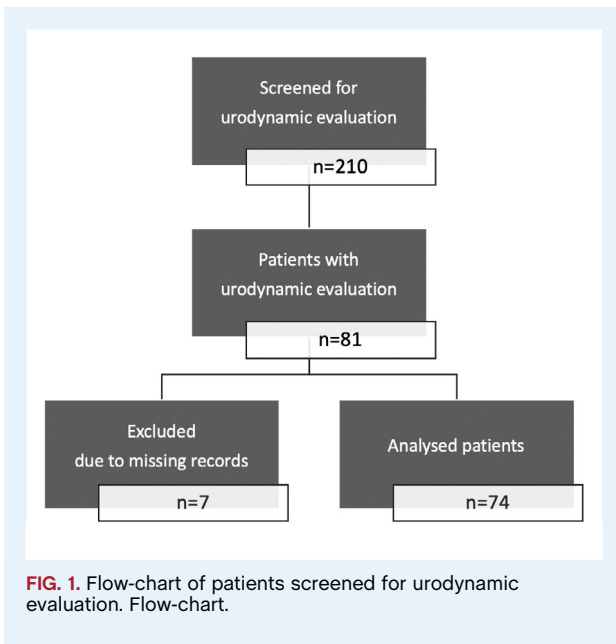 Screened for
urodynamic evaluation
n=210
Patients with
urodynamic evaluation
n=81
Excluded
due to missing records
n=7
Analysed patients
n=74
FIG. 1. Flow-chart of patients screened for urodynamic
evaluation. Flow-chart.